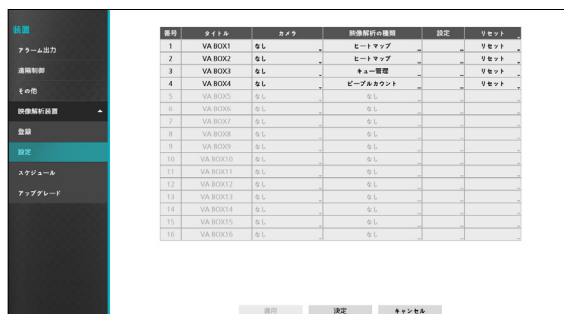 装置
アラーム出力
遠隔制御
その他
映像解析装置
登録
設定
スケジュール
アップグレード
番号 タイトル カメラ 映像解析の種類 設定 リセット
1 VA BOX1 なし ヒートマップ ... リセット
2 VA BOX2 なし ヒートマップ ... リセット
3 VA BOX3 なし キュー管理 ... リセット
4 VA BOX4 なし ピープルカウント ... リセット
5 VA BOX5 なし なし
6 VA BOX6 なし なし
7 VA BOX7 なし なし
8 VA BOX8 なし なし
9 VA BOX9 なし なし
10 VA BOX10 なし なし
11 VA BOX11 なし なし
12 VA BOX12 なし なし
13 VA BOX13 なし なし
14 VA BOX14 なし なし
15 VA BOX15 なし なし
16 VA BOX16 なし なし
適用 決定 キャンセル